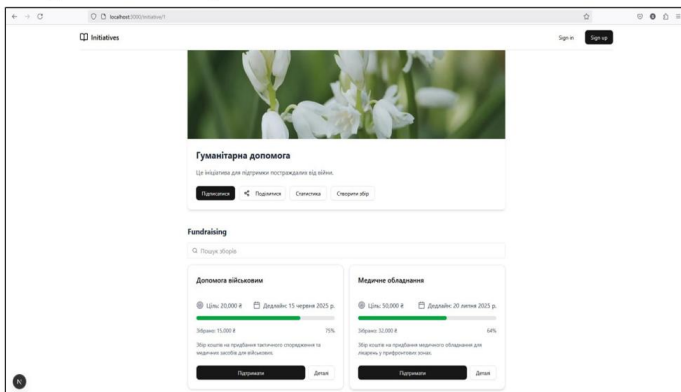 localhost:3000/initiative/1
Initiatives
Sign in
Sign up
Гуманітарна допомога
Це ініціатива для підтримки постраждалих від війни.
Підписатися
Поділитися
Статистика
Створити збір
Fundraising
Пошук зборів
Допомога військовим
Ціль: 20,000 ₴
Дедлайн: 15 червня 2025 р.
Зібрано: 15,000 ₴
75%
Збір коштів на придбання тактичного спорядження та
медичних засобів для військових.
Підтримати
Деталі
Медичне обладнання
Ціль: 50,000 ₴
Дедлайн: 20 липня 2025 р.
Зібрано: 32,000 ₴
64%
Збір коштів на придбання медичного обладнання для
лікарень у прифронтових зонах.
Підтримати
Деталі
N